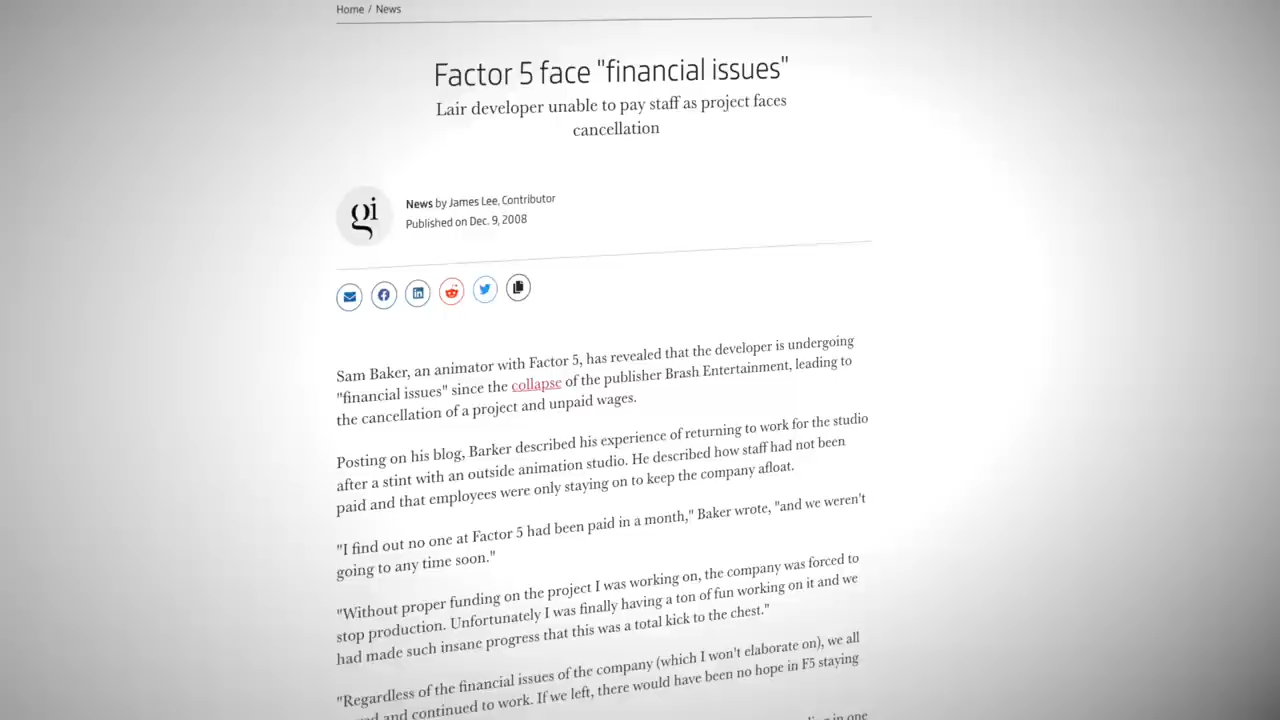 Home / News
Factor 5 face "financial issues"
Lair developer unable to pay staff as project faces
cancellation
gi
News by James Lee, Contributor
Published on Dec. 9, 2008
Sam Baker, an animator with Factor 5, has revealed that the developer is undergoing
"financial issues" since the collapse of the publisher Brash Entertainment, leading to
the cancellation of a project and unpaid wages.
Posting on his blog, Barker described his experience of returning to work for the studio
after a stint with an outside animation studio. He described how staff had not been
paid and that employees were only staying on to keep the company afloat.
"I find out no one at Factor 5 had been paid in a month," Baker wrote, "and we weren't
going to any time soon."
"Without proper funding on the project I was working on, the company was forced to
stop production. Unfortunately I was finally having a ton of fun working on it and we
had made such insane progress that this was a total kick to the chest."
"Regardless of the financial issues of the company (which I won't elaborate on), we all
and continued to work. If we left, there would have been no hope in F5 staying
in one